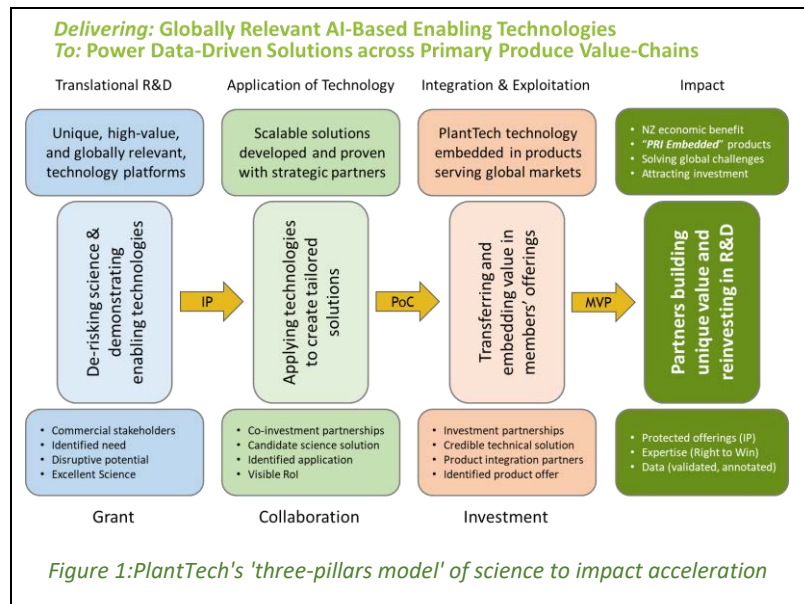 Delivering: Globally Relevant AI-Based Enabling Technologies
To: Power Data-Driven Solutions across Primary Produce Value-Chains
Translational R&D
Application of Technology
Integration & Exploitation
Impact
Unique, high-value,
and globally relevant,
technology platforms
Scalable solutions
developed and proven
with strategic partners
PlantTech technology
embedded in products
serving global markets
• NZ economic benefit
• "PRI Embedded" products
• Solving global challenges
• Attracting investment
De-risking science &
demonstrating
enabling technologies
IP
Applying technologies
to create tailored
solutions
PoC
Transferring and
embedding value in
members' offerings
MVP
Partners building
unique value and
reinvesting in R&D
• Commercial stakeholders
• Identified need
• Disruptive potential
• Excellent Science
• Co-investment partnerships
• Candidate science solution
• Identified application
• Visible RoI
• Investment partnerships
• Credible technical solution
• Product integration partners
• Identified product offer
• Protected offerings (IP)
• Expertise (Right to Win)
• Data (validated, annotated)
Grant
Collaboration
Investment
Figure 1:PlantTech's 'three-pillars model' of science to impact acceleration